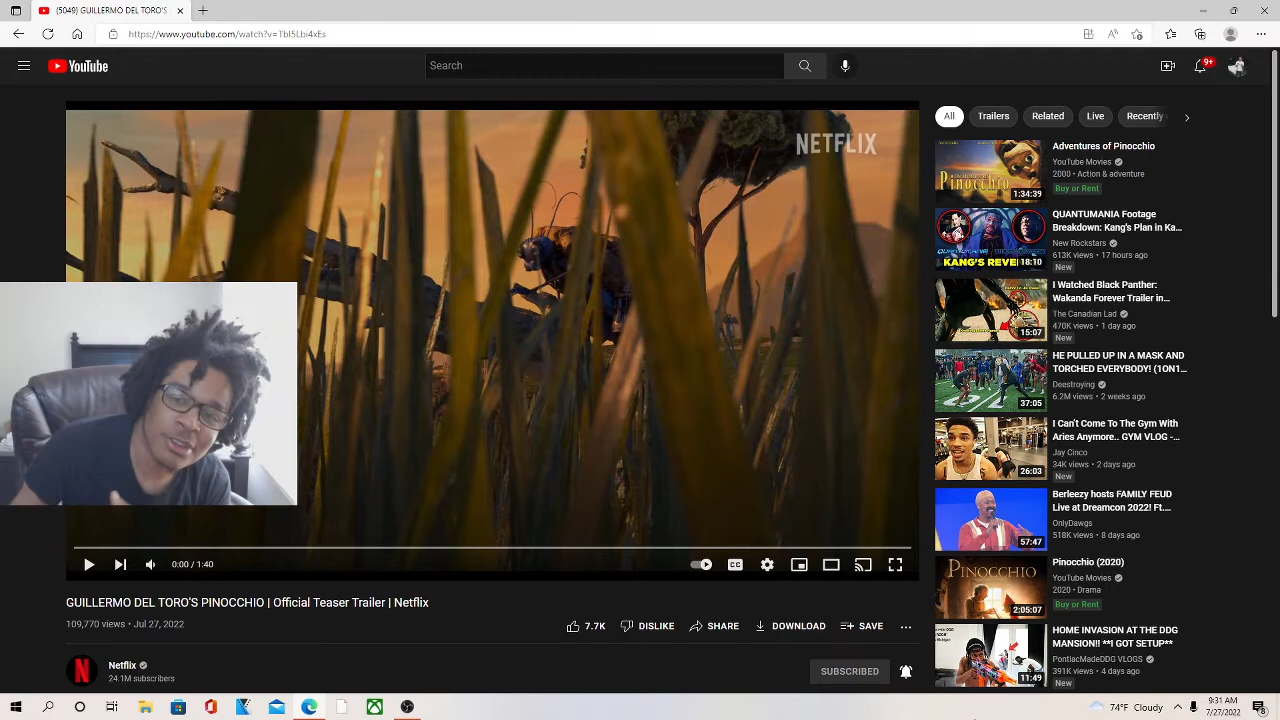 (5049) GUILLERMO DEL TORO'S
https://www.youtube.com/watch?v=TbI5Lbi4xEs
YouTube
Search
9+
NETFLIX
All
Trailers
Related
Live
Recently
Adventures of Pinocchio
YouTube Movies
2000 • Action & adventure
Buy or Rent
PINOCCHIO
1:34:39
QUANTUMANIA Footage
Breakdown: Kang's Plan in Ka...
New Rockstars
613K views • 17 hours ago
New
KANG'S REVE
18:10
I Watched Black Panther:
Wakanda Forever Trailer in...
The Canadian Lad
470K views • 1 day ago
New
15:07
HE PULLED UP IN A MASK AND
TORCHED EVERYBODY! (1ON1...
Deestroying
6.2M views • 2 weeks ago
37:05
I Can't Come To The Gym With
Aries Anymore.. GYM VLOG -...
Jay Cinco
34K views • 2 days ago
New
26:03
Berleezy hosts FAMILY FEUD
Live at Dreamcon 2022! Ft....
OnlyDawgs
518K views • 8 days ago
57:47
Pinocchio (2020)
YouTube Movies
2020 • Drama
Buy or Rent
PINOCCHIO
2:05:07
HOME INVASION AT THE DDG
MANSION!! **I GOT SETUP**
PontiacMadeDDG VLOGS
391K views • 4 days ago
New
11:49
0:00 / 1:40
CC
GUILLERMO DEL TORO'S PINOCCHIO | Official Teaser Trailer | Netflix
109,770 views • Jul 27, 2022
7.7K
DISLIKE
SHARE
DOWNLOAD
SAVE
N
Netflix
24.1M subscribers
SUBSCRIBED
74°F Cloudy
9:31 AM
7/27/2022
8